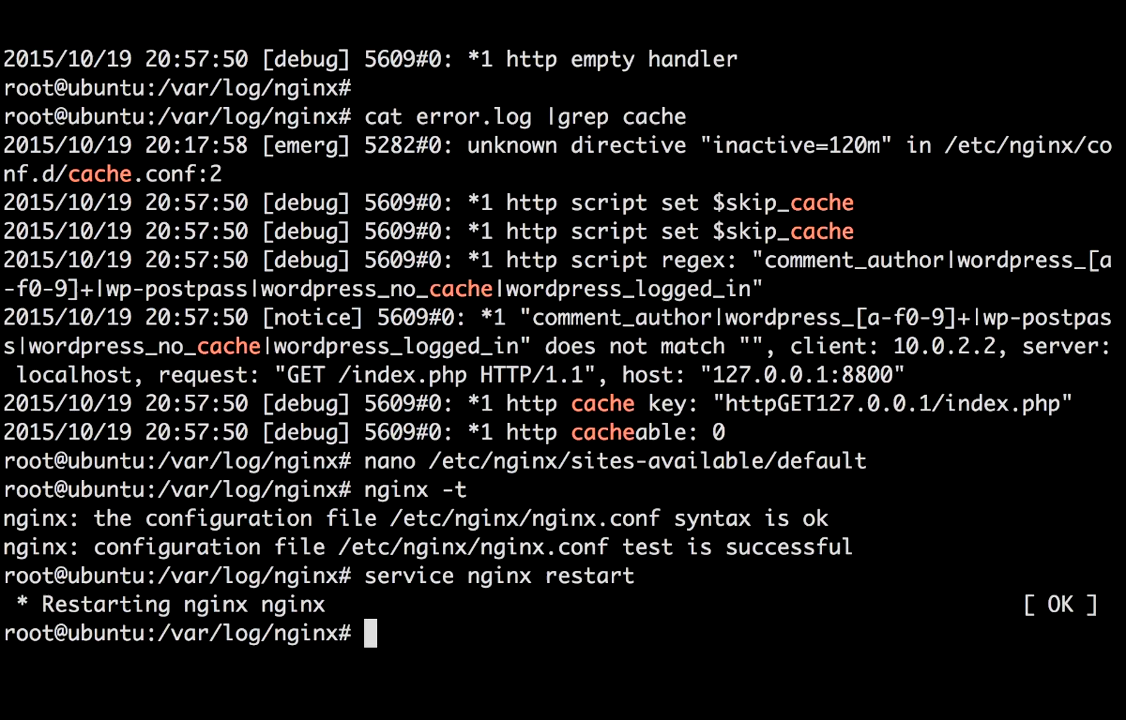 2015/10/19 20:57:50 [debug] 5609#0: *1 http empty handler
root@ubuntu:/var/log/nginx#
root@ubuntu:/var/log/nginx# cat error.log |grep cache
2015/10/19 20:17:58 [emerg] 5282#0: unknown directive "inactive=120m" in /etc/nginx/co
nf.d/cache.conf:2
2015/10/19 20:57:50 [debug] 5609#0: *1 http script set $skip_cache
2015/10/19 20:57:50 [debug] 5609#0: *1 http script set $skip_cache
2015/10/19 20:57:50 [debug] 5609#0: *1 http script regex: "comment_author|wordpress_[a
-f0-9]+|wp-postpass|wordpress_no_cache|wordpress_logged_in"
2015/10/19 20:57:50 [notice] 5609#0: *1 "comment_author|wordpress_[a-f0-9]+|wp-postpas
s|wordpress_no_cache|wordpress_logged_in" does not match "", client: 10.0.2.2, server:
 localhost, request: "GET /index.php HTTP/1.1", host: "127.0.0.1:8800"
2015/10/19 20:57:50 [debug] 5609#0: *1 http cache key: "httpGET127.0.0.1/index.php"
2015/10/19 20:57:50 [debug] 5609#0: *1 http cacheable: 0
root@ubuntu:/var/log/nginx# nano /etc/nginx/sites-available/default
root@ubuntu:/var/log/nginx# nginx -t
nginx: the configuration file /etc/nginx/nginx.conf syntax is ok
nginx: configuration file /etc/nginx/nginx.conf test is successful
root@ubuntu:/var/log/nginx# service nginx restart
 * Restarting nginx nginx [ OK ]
root@ubuntu:/var/log/nginx#